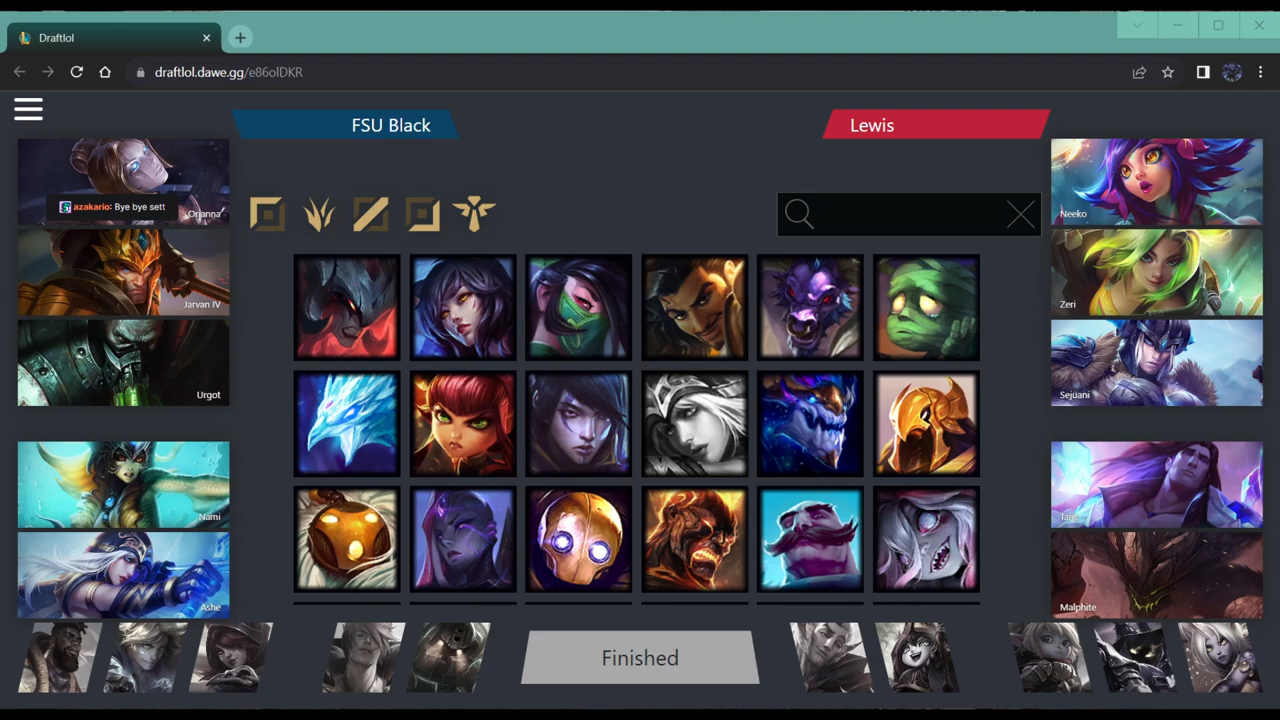 Draftlol
draftlol.dawe.gg/e86olDKR
FSU Black
Lewis
azakario: Bye bye sett
Orianna
Jarvan IV
Urgot
Nami
Ashe
Neeko
Zeri
Sejuani
Taric
Malphite
Finished